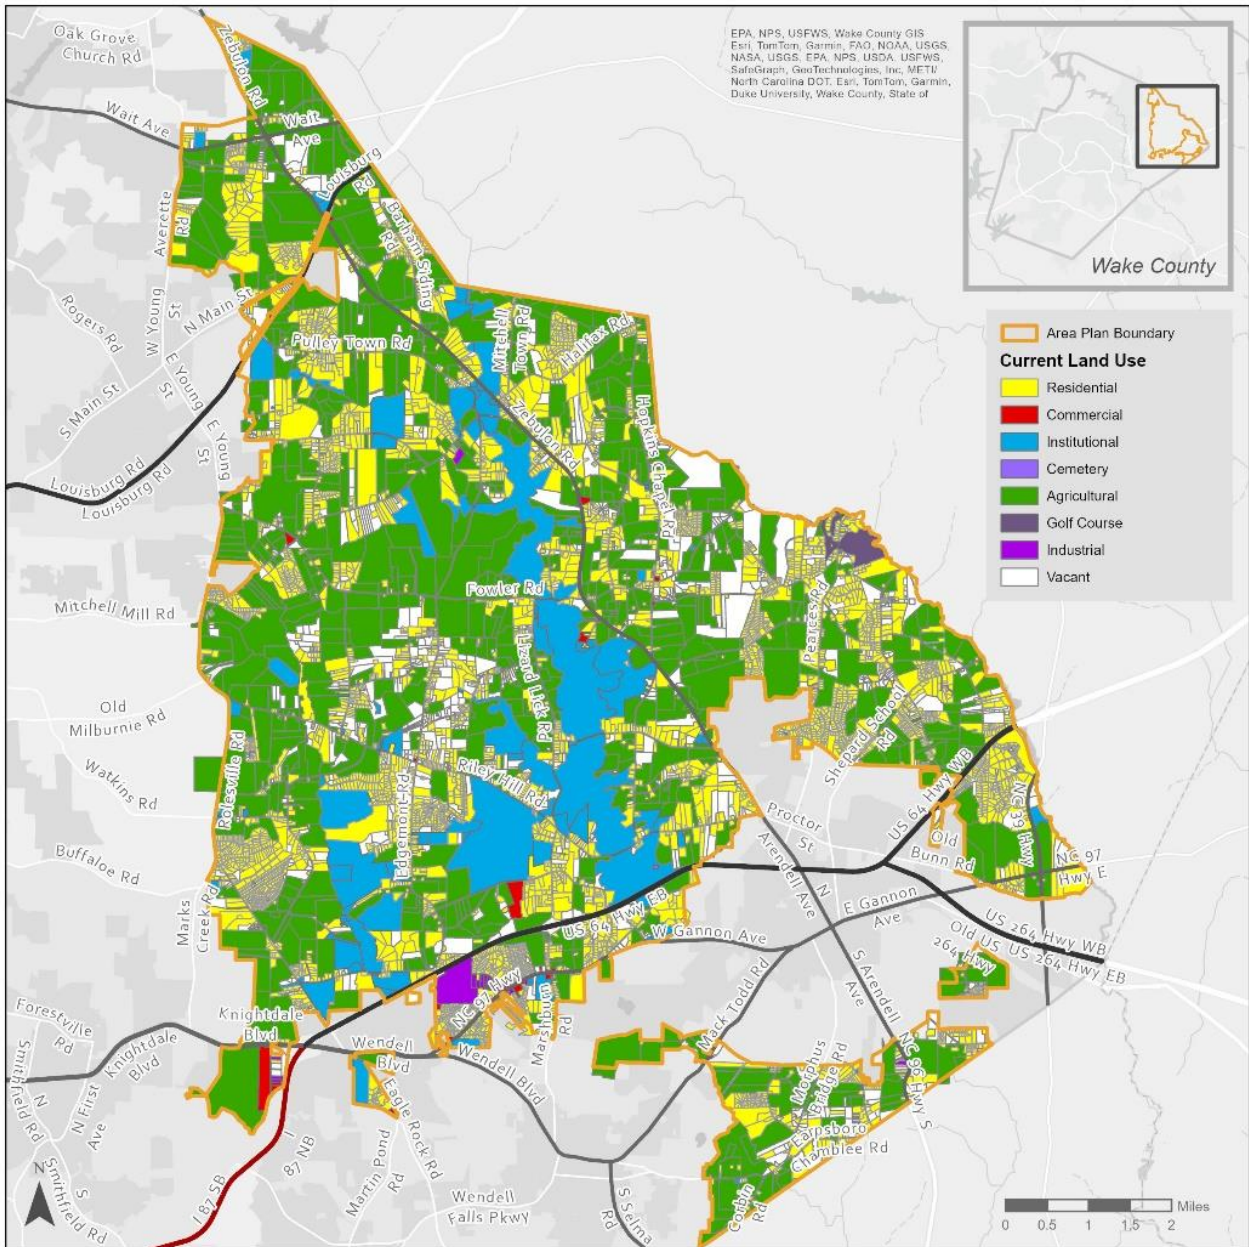 EPA, NPS, USFWS, Wake County GIS
Esri, TomTom, Garmin, FAO, NOAA, USGS,
NASA, USGS, EPA, NPS, USDA, USFWS,
SafeGraph, GeoTechnologies, Inc, METI/
North Carolina DOT, Esri, TomTom, Garmin,
Duke University, Wake County, State of
Wake County
Area Plan Boundary
Current Land Use
Residential
Commercial
Institutional
Cemetery
Agricultural
Golf Course
Industrial
Vacant
Oak Grove
Church Rd
Zebulon Rd
Wait Ave
Wait
Ave
Louisburg
Rd
Averette
Rd
Barham Siding
Rd
N Main St
W Young
St
Rogers Rd
Pulley Town Rd
Mitchell
Town Rd
Halifax Rd
E Young
St
S Main St
E Young
St
Zebulon Rd
Hopkins Chapel Rd
Louisburg Rd
Louisburg Rd
Mitchell Mill Rd
Fowler Rd
Pearces Rd
Lizard Lick Rd
Old
Milburnie Rd
Shepard School
Rd
Watkins Rd
Rolesville Rd
Riley Hill Rd
Edgemont Rd
US 64 Hwy WB
NC 39 Hwy
Proctor
St
Old
Bunn Rd
Buffaloe Rd
Marks
Creek Rd
Arendell Ave
N
NC 97
Hwy E
E Gannon
Ave
US 64 Hwy EB
W Gannon Ave
US 264 Hwy WB
US 264 Hwy EB
Old US
264 Hwy
NC 97 Hwy
Marshburn
Rd
Mack Todd Rd
S Arendell
Ave
NC 96 Hwy S
Forestville
Rd
Knightdale
Blvd
Knightdale
Blvd
Wendell
Blvd
Wendell Blvd
Smithfield Rd
N
N First
Ave
Eagle Rock Rd
Morphus
Bridge Rd
Earpsboro
Chamblee Rd
I
87 NB
I 87 SB
Martin Pond
Rd
S
Smithfield Rd
Wendell
Falls Pkwy
S Selma
Rd
Corbin
Rd
N
Miles
0 0.5 1 1.5 2